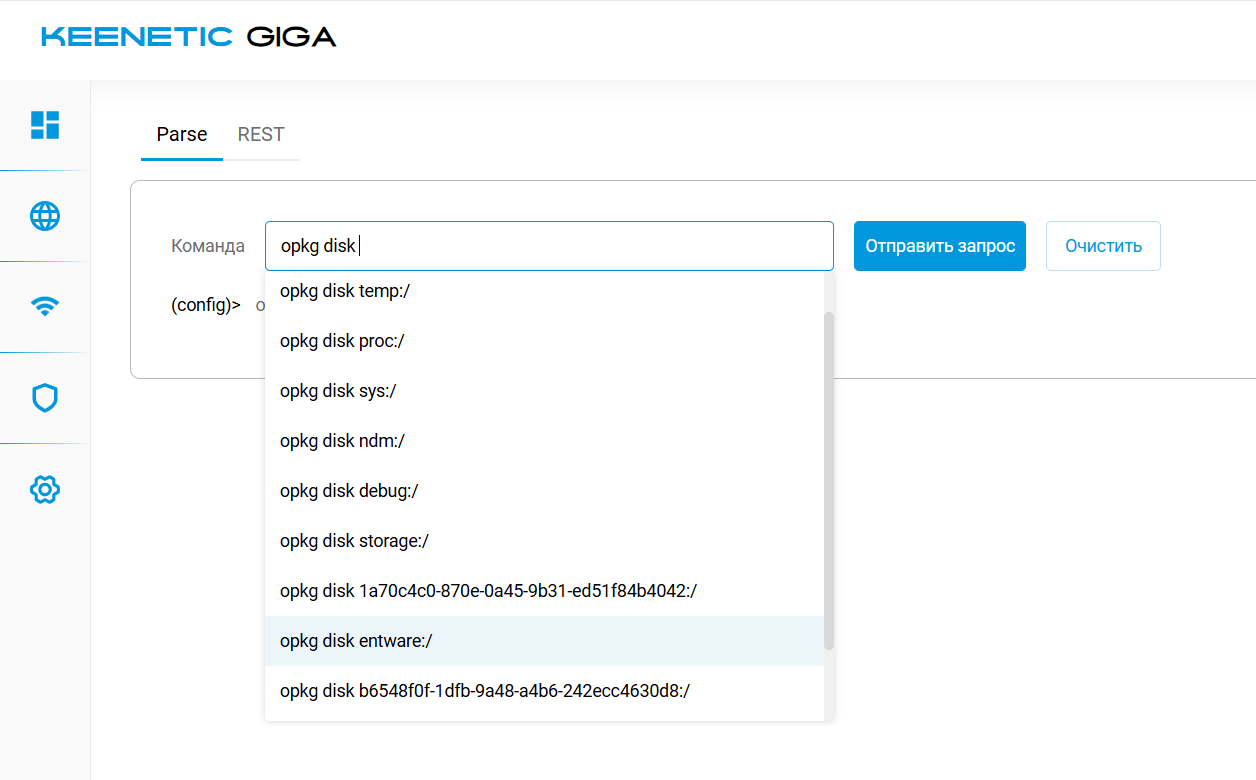 KEENETIC GIGA
Parse REST
Команда opkg disk Отправить запрос Очистить
(config)> o
opkg disk temp:/
opkg disk proc:/
opkg disk sys:/
opkg disk ndm:/
opkg disk debug:/
opkg disk storage:/
opkg disk 1a70c4c0-870e-0a45-9b31-ed51f84b4042:/
opkg disk entware:/
opkg disk b6548f0f-1dfb-9a48-a4b6-242ecc4630d8:/